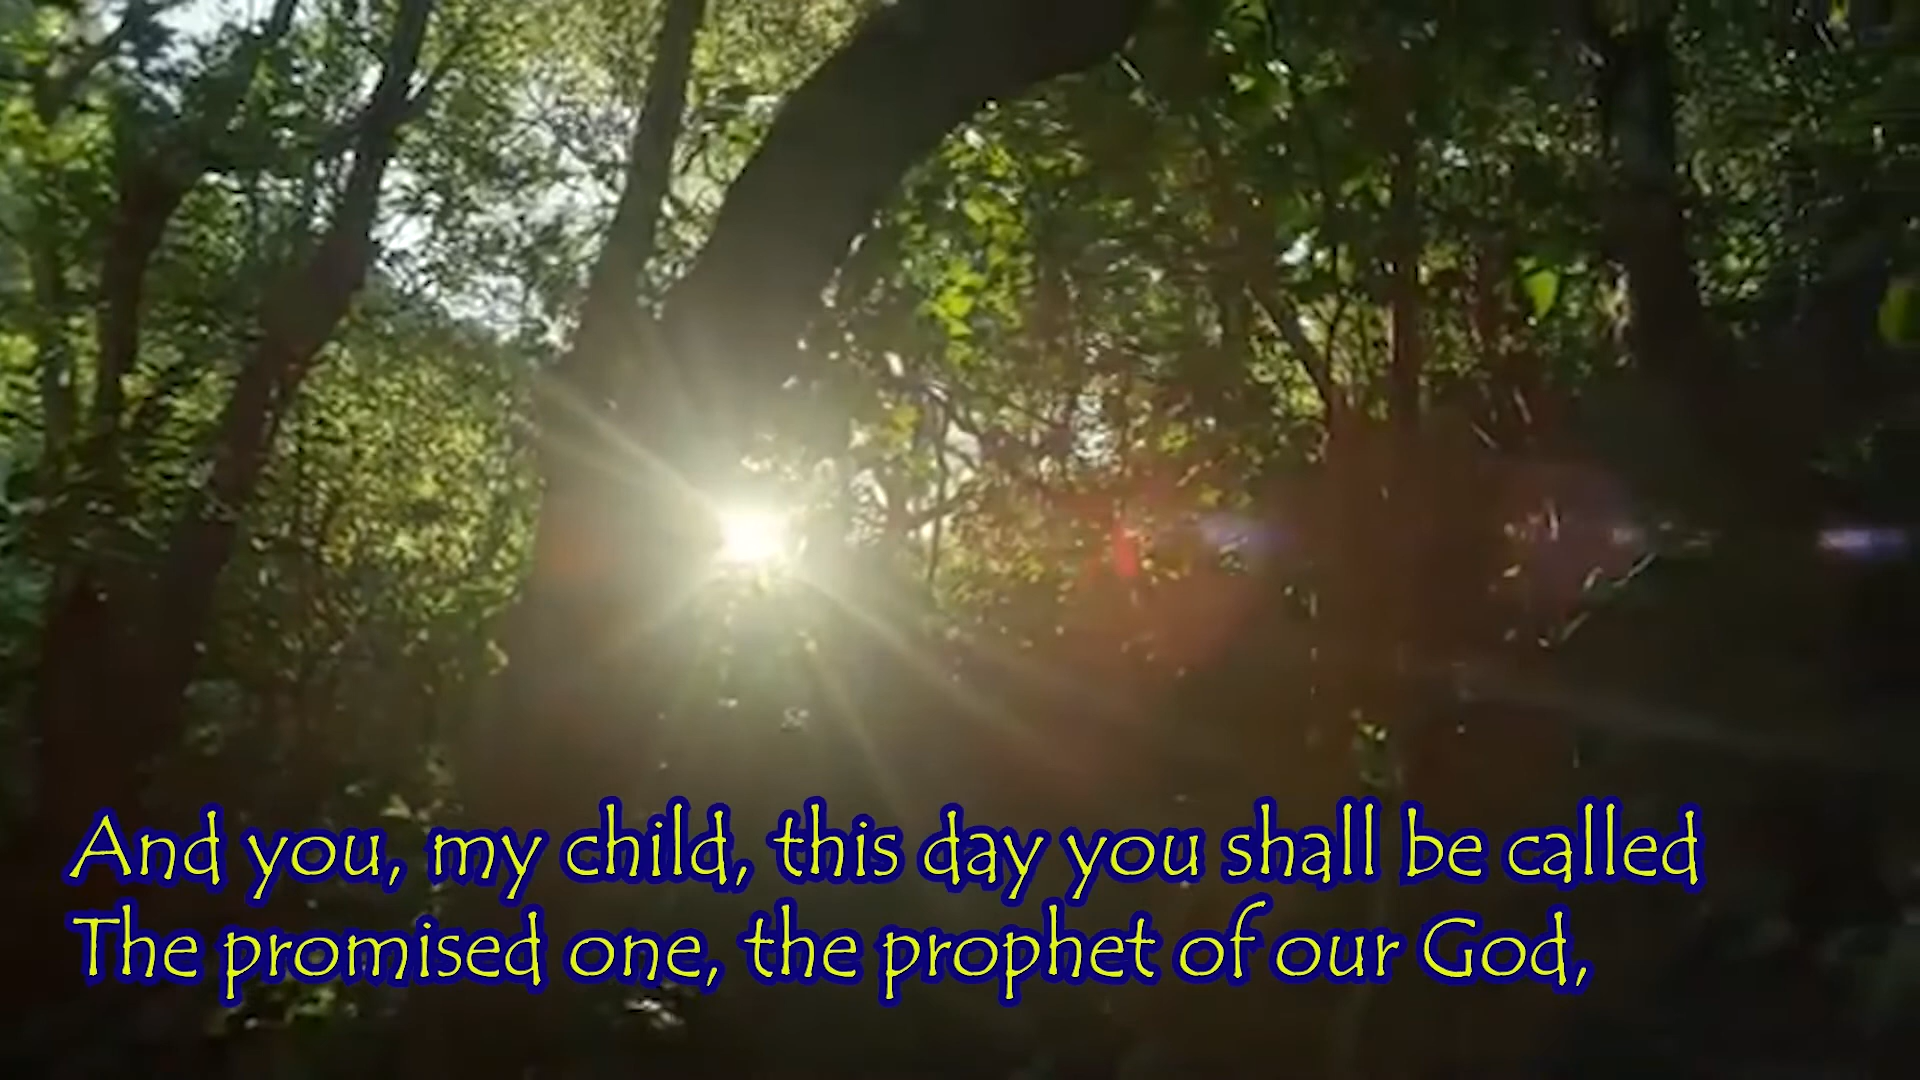 And you, my child, this day you shall be called
The promised one, the prophet of our God,